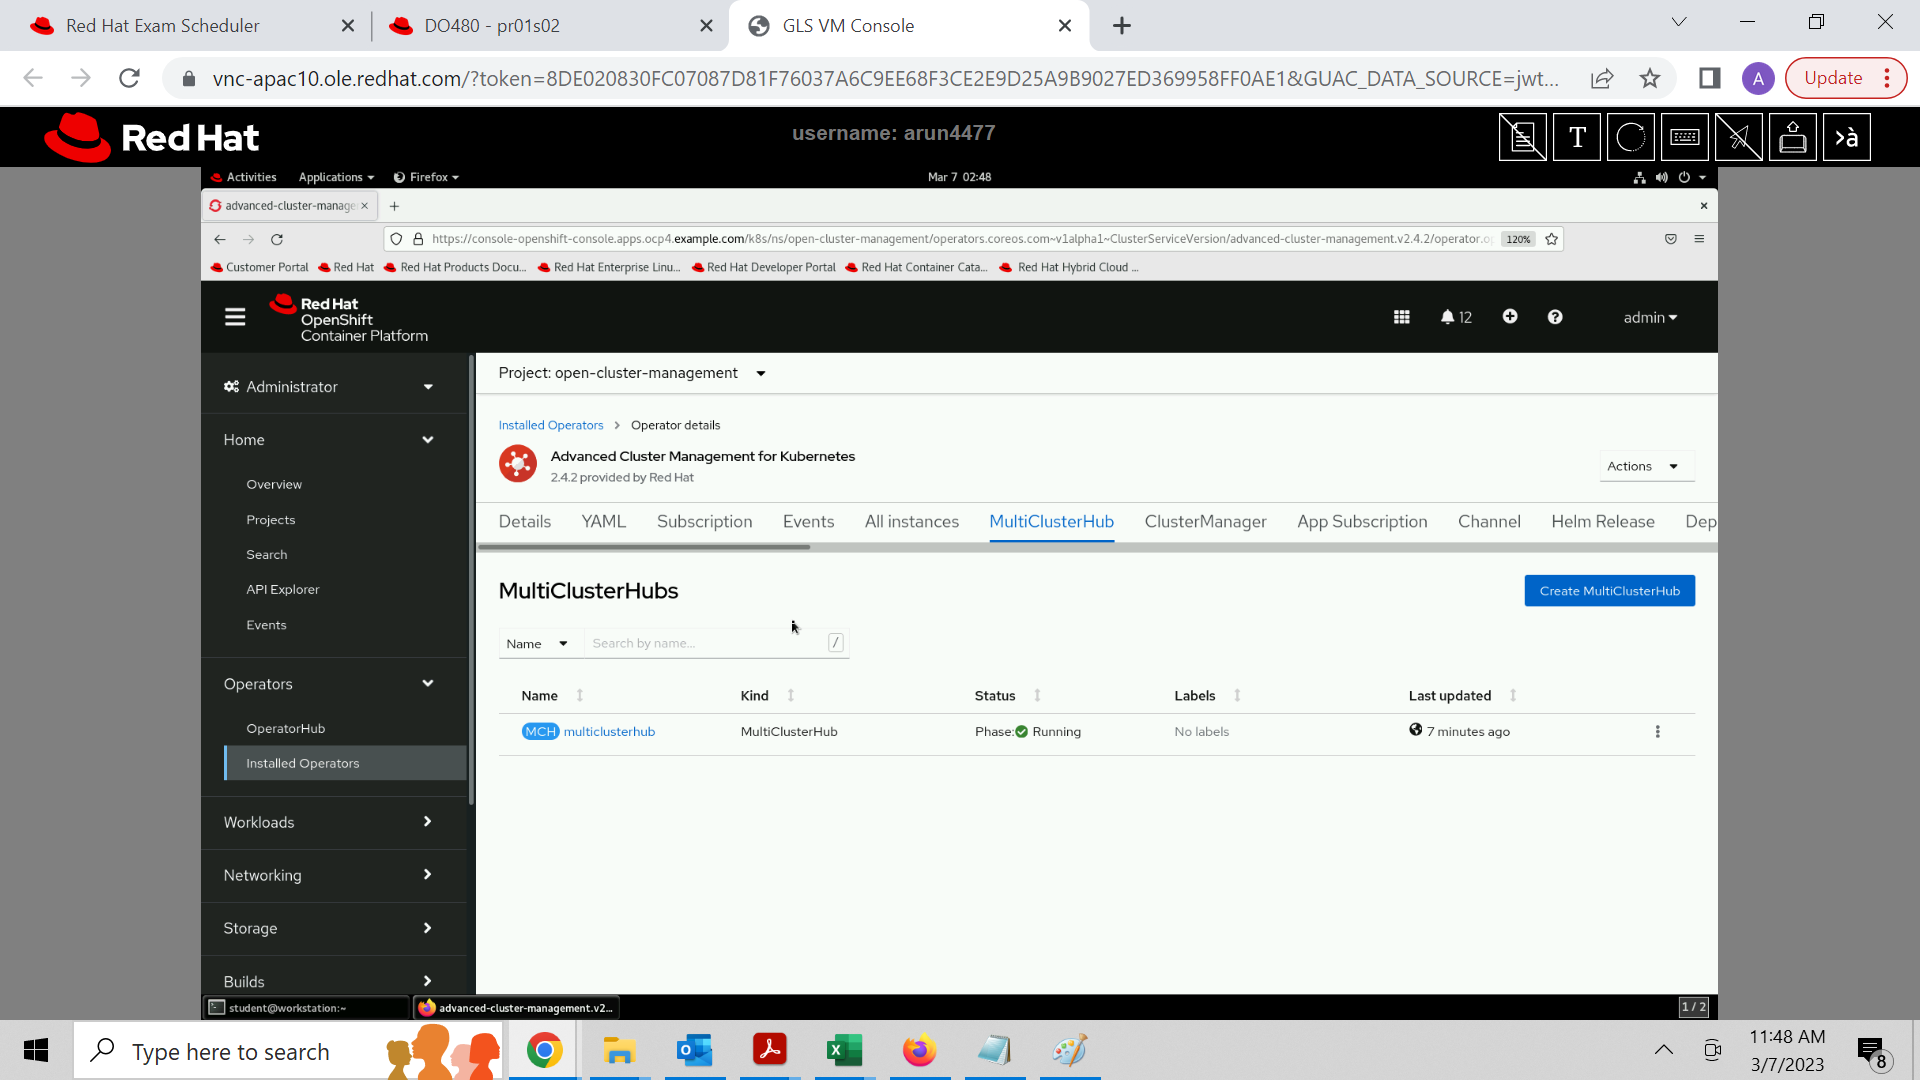 Red Hat Exam Scheduler
DO480 - pr01s02
GLS VM Console
vnc-apac10.ole.redhat.com/?token=8DE020830FC07087D81F76037A6C9EE68F3CE2E9D25A9B9027ED369958FF0AE1&GUAC_DATA_SOURCE=jwt...
A
Update
Red Hat
username: arun4477
T
>à
Activities
Applications
Firefox
Mar 7 02:48
advanced-cluster-manage
https://console-openshift-console.apps.ocp4.example.com/k8s/ns/open-cluster-management/operators.coreos.com~v1alpha1~ClusterServiceVersion/advanced-cluster-management.v2.4.2/operator.o
120%
Customer Portal
Red Hat
Red Hat Products Docu...
Red Hat Enterprise Linu...
Red Hat Developer Portal
Red Hat Container Cata...
Red Hat Hybrid Cloud ...
Red Hat
OpenShift
Container Platform
12
admin
Administrator
Home
Overview
Projects
Search
API Explorer
Events
Operators
OperatorHub
Installed Operators
Workloads
Networking
Storage
Builds
Project: open-cluster-management
Installed Operators > Operator details
Advanced Cluster Management for Kubernetes
2.4.2 provided by Red Hat
Actions
Details YAML Subscription Events All instances MultiClusterHub ClusterManager App Subscription Channel Helm Release Dep
MultiClusterHubs
Create MultiClusterHub
Name
Search by name...
/
Name Kind Status Labels Last updated
MCH multiclusterhub MultiClusterHub Phase: Running No labels 7 minutes ago
student@workstation:~
advanced-cluster-management.v2...
1 / 2
Type here to search
11:48 AM
3/7/2023
8